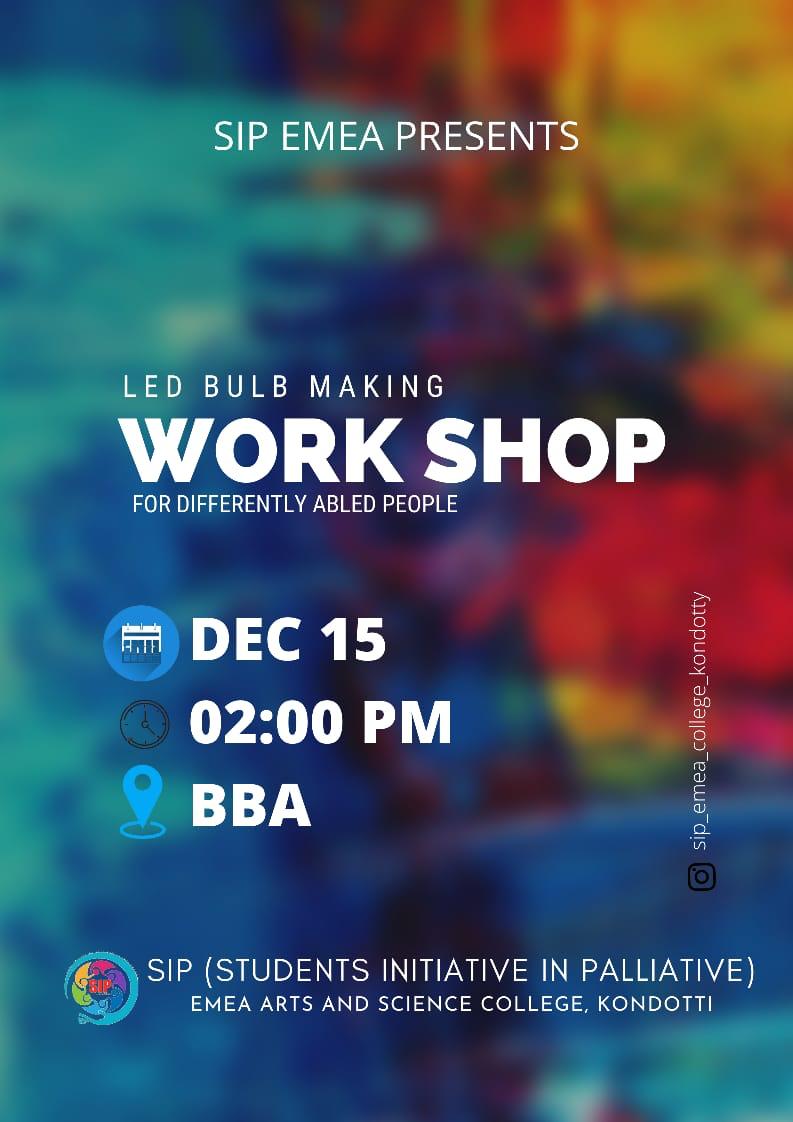 SIP EMEA PRESENTS
LED BULB MAKING
WORK SHOP
FOR DIFFERENTLY ABLED PEOPLE
DEC 15
02:00 PM
BBA
sip_emea_college_kondotty
SIP
SIP (STUDENTS INITIATIVE IN PALLIATIVE)
EMEA ARTS AND SCIENCE COLLEGE, KONDOTTI